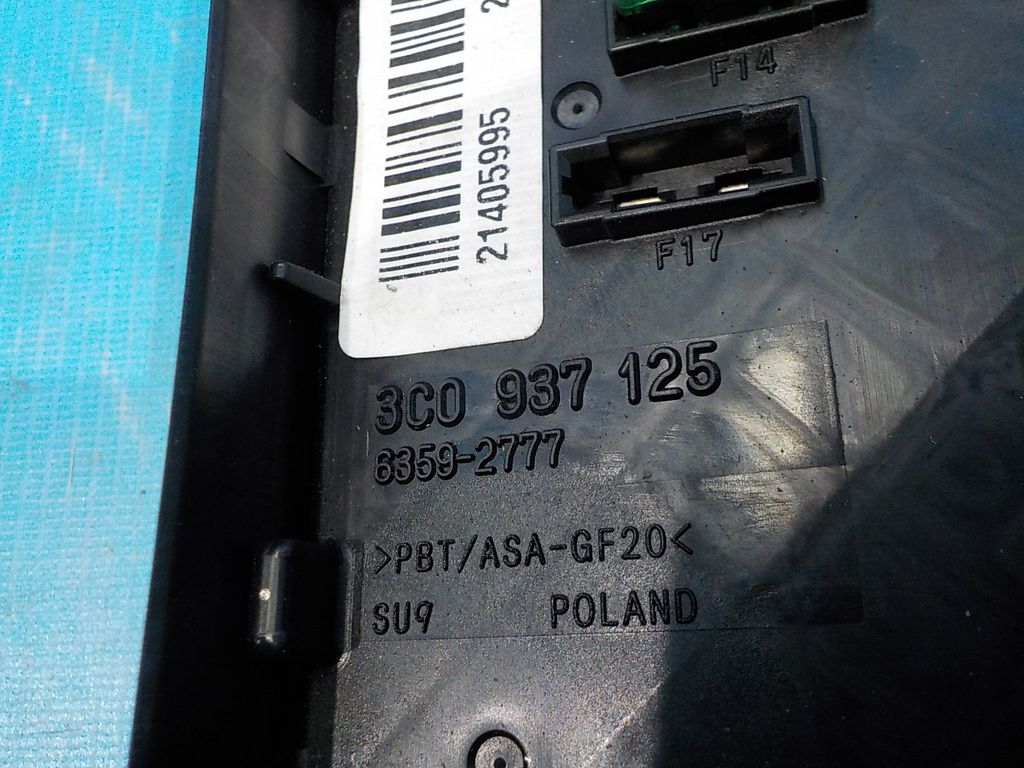 F14
21405995
F17
3C0 937 125
6359-2777
>PBT/ASA-GF20<
SU9 POLAND